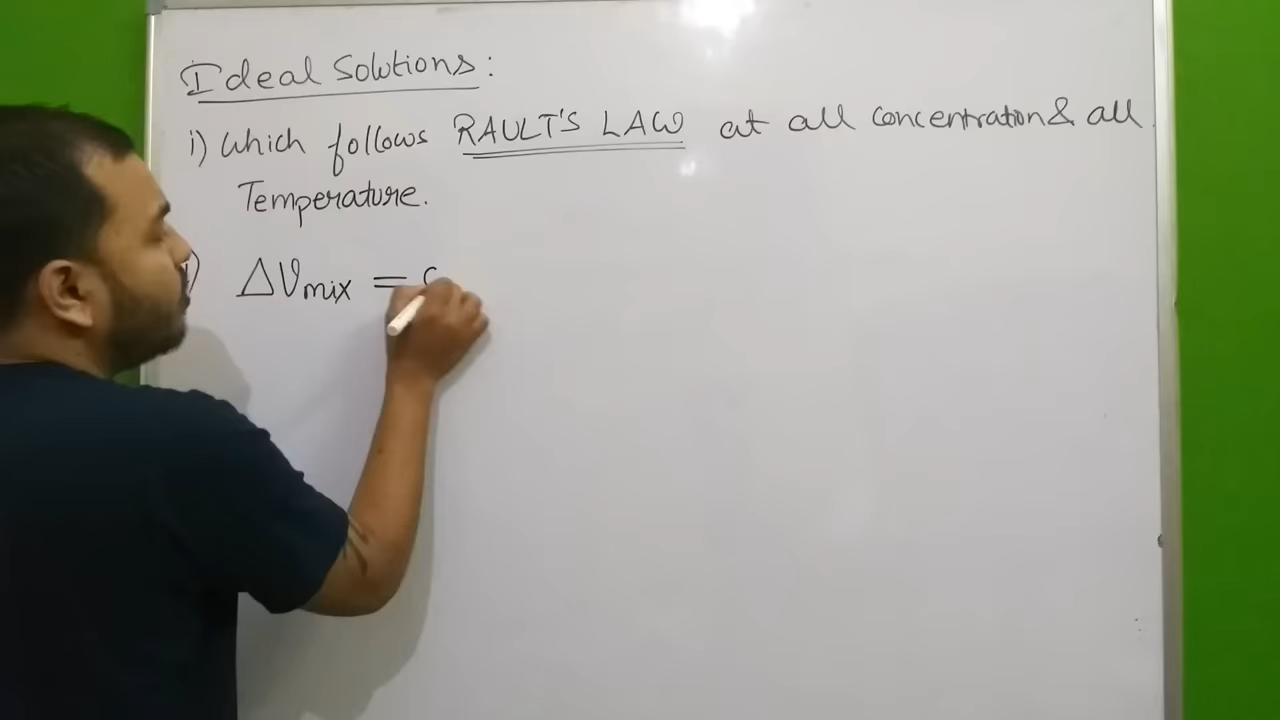 Ideal Solutions:
i) Which follows RAULT'S LAW at all concentration & all
Temperature.
ΔVmix =